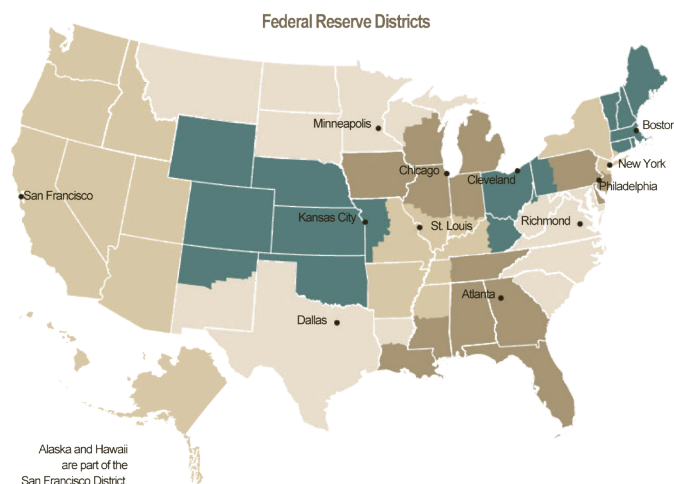 Federal Reserve Districts
Minneapolis
Boston
Chicago
Cleveland
New York
Philadelphia
San Francisco
Kansas City
St. Louis
Richmond
Atlanta
Dallas
Alaska and Hawaii
are part of the
San Francisco District.